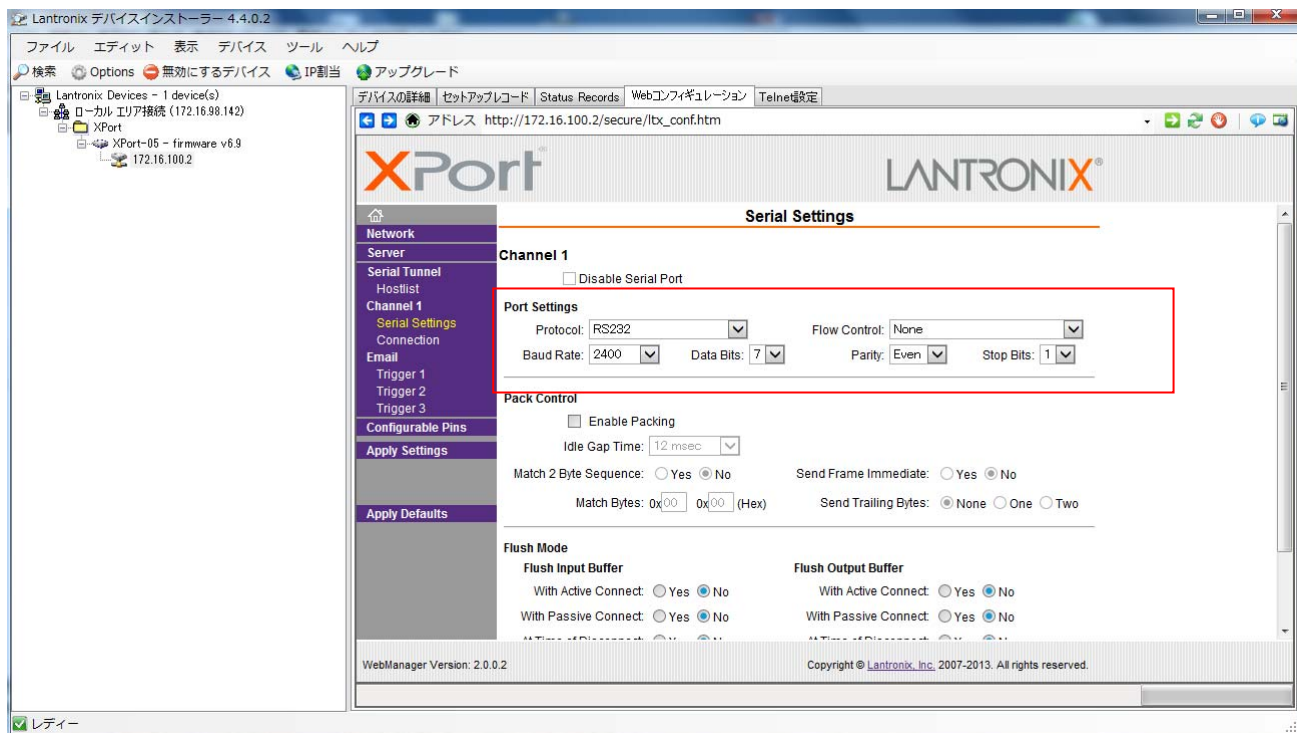 Lantronix デバイスインストーラー 4.4.0.2
ファイル エディット 表示 デバイス ツール ヘルプ
検索 Options 無効にするデバイス IP割当 アップグレード
Lantronix Devices - 1 device(s)
ローカル エリア接続 (172.16.98.142)
XPort
XPort-05 - firmware v6.9
172.16.100.2
デバイスの詳細 セットアップレコード Status Records Webコンフィギュレーション Telnet設定
アドレス http://172.16.100.2/secure/ltx_conf.htm
XPort® LANTRONIX®
Network
Server
Serial Tunnel
Hostlist
Channel 1
Serial Settings
Connection
Email
Trigger 1
Trigger 2
Trigger 3
Configurable Pins
Apply Settings
Apply Defaults
Serial Settings
Channel 1
Disable Serial Port
Port Settings
Protocol: RS232 Flow Control: None
Baud Rate: 2400 Data Bits: 7 Parity: Even Stop Bits: 1
Pack Control
Enable Packing
Idle Gap Time: 12 msec
Match 2 Byte Sequence: Yes No Send Frame Immediate: Yes No
Match Bytes: 0x00 0x00 (Hex) Send Trailing Bytes: None One Two
Flush Mode
Flush Input Buffer Flush Output Buffer
With Active Connect: Yes No With Active Connect: Yes No
With Passive Connect: Yes No With Passive Connect: Yes No
WebManager Version: 2.0.0.2 Copyright © Lantronix, Inc. 2007-2013. All rights reserved.
レディー